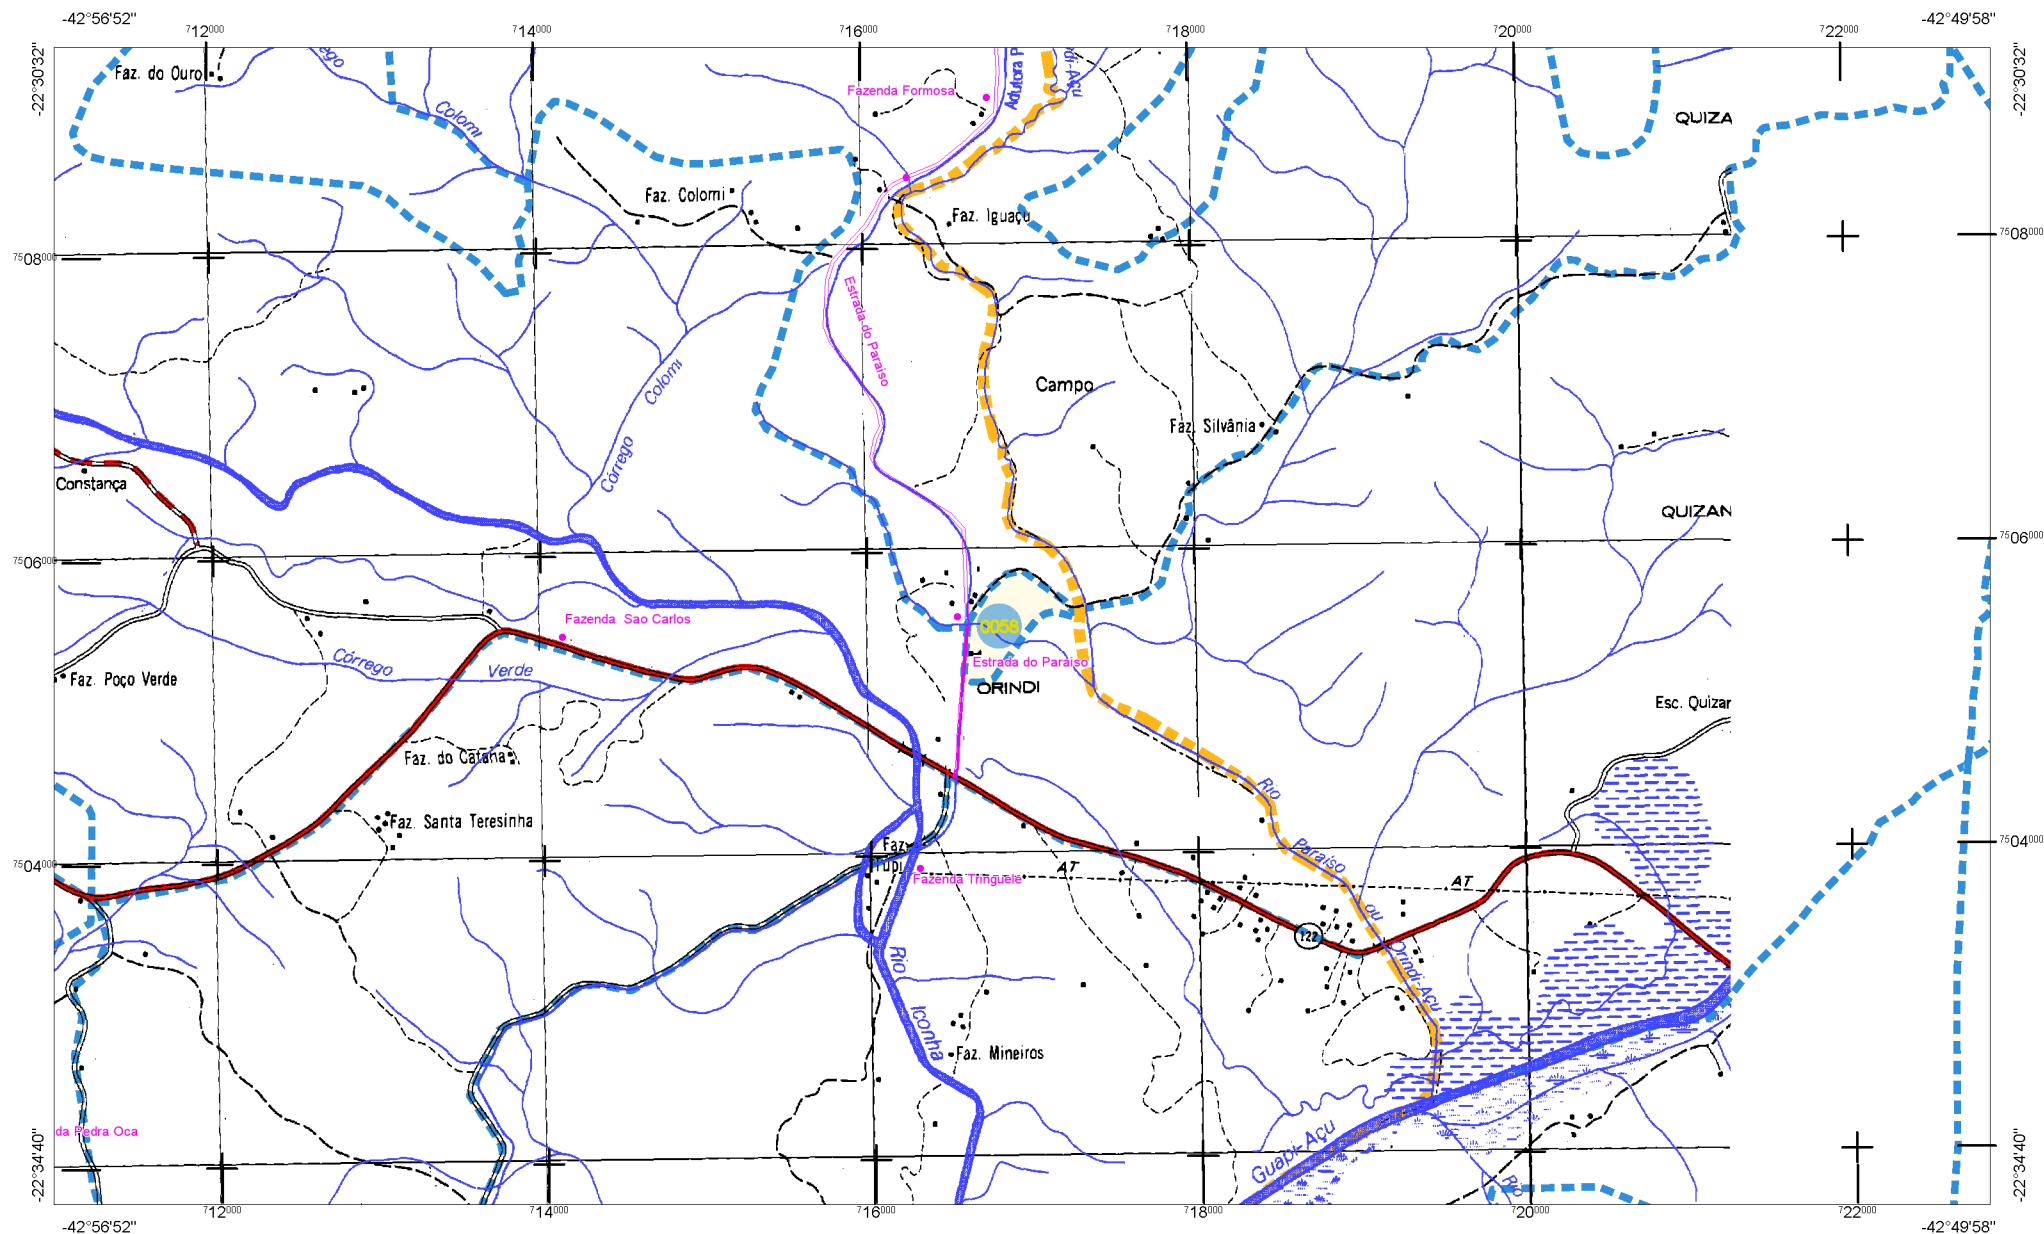 -42°56'52"
-42°49'58"
712000
714000
716000
718000
720000
722000
-22°30'32"
-22°30'32"
Faz. do Ouro
Colomi
Fazenda Formosa
Adutora P
QUIZA
Faz. Colomi
Faz. Iguaçu
7508000
7508000
Estrada do Paraiso
Colomi
Campo
Faz. Silvânia
Córrego
Constança
QUIZAN
7506000
7506000
Fazenda Sao Carlos
0058
Córrego
Verde
Estrada do Paraiso
ORINDI
Faz. Poço Verde
Esc. Quizar
Faz. do Catana
Rio
Faz. Santa Teresinha
Paraiso
Faz.
TUPI
7504000
7504000
AT
Fazenda Tringuele
AT
ou
122
Orindi-Açu
Rio
Iconha
Faz. Mineiros
da Pedra Oca
Guapi-Açu
Rio
-22°34'40"
-22°34'40"
712000
714000
716000
718000
720000
722000
-42°56'52"
-42°49'58"